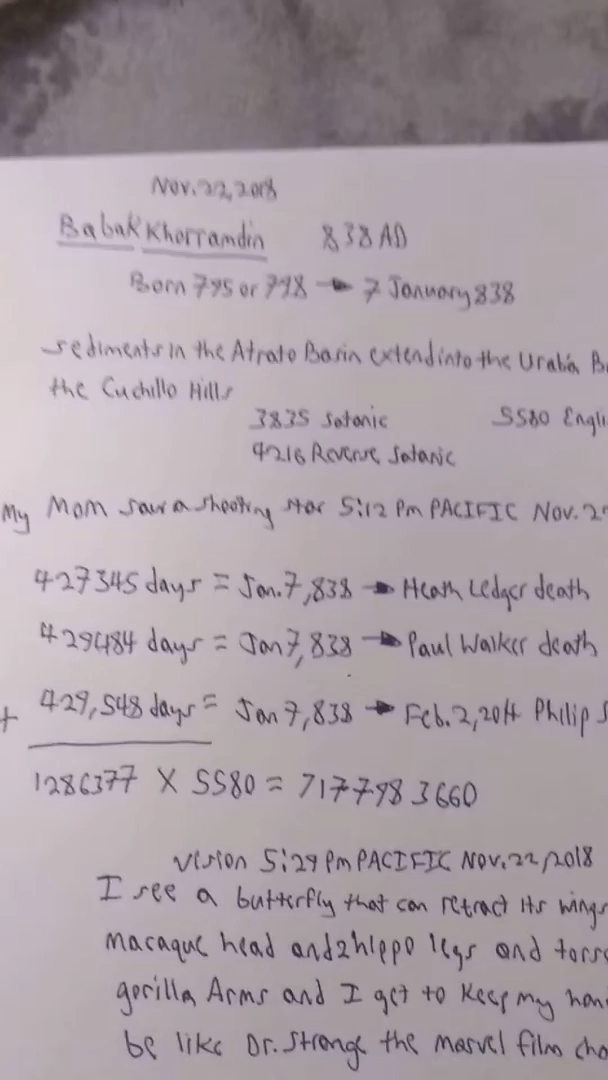 Nov. 22, 2018
Babak Khorramdin 838 AD
Born 795 or 798 → 7 January 838
sediments in the Atrato Basin extend into the Urabá B
the Cuchillo Hills
3835 Satanic 5580 Engli
4216 Reverse Satanic
My Mom saw a shooting star 5:12 PM PACIFIC Nov. 2
427345 days = Jan. 7, 838 → Heath Ledger death
429484 days = Jan 7, 838 → Paul Walker death
+ 429,548 days = Jan 7, 838 → Feb. 2, 2014 Philip S
1286377 X 5580 = 7177983660
vision 5:29 PM PACIFIC Nov. 22, 2018
I see a butterfly that can retract its wings
macaque head and 2 hippo legs and torso
gorilla Arms and I get to keep my han
be like Dr. Strange the marvel film cha